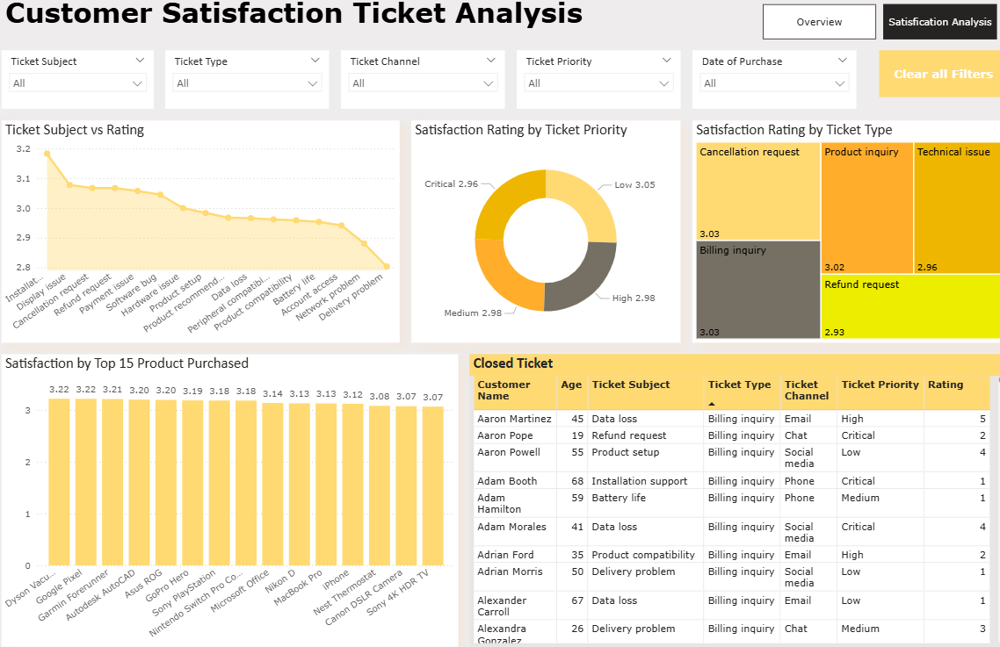 Customer Satisfaction Ticket Analysis
Overview
Satisfication Analysis
Ticket Subject
All
Ticket Type
All
Ticket Channel
All
Ticket Priority
All
Date of Purchase
All
Clear all Filters
Ticket Subject vs Rating
3.2
3.1
3.0
2.9
2.8
Installat...
Display issue
Cancellation request
Refund request
Payment issue
Software bug
Hardware issue
Product setup
Product recommend...
Data loss
Peripheral compatibi...
Product compatibility
Battery life
Account access
Network problem
Delivery problem
Satisfaction Rating by Ticket Priority
Critical 2.96
Low 3.05
Medium 2.98
High 2.98
Satisfaction Rating by Ticket Type
Cancellation request
3.03
Billing inquiry
3.03
Product inquiry
3.02
Technical issue
2.96
Refund request
2.93
Satisfaction by Top 15 Product Purchased
3.22 3.22 3.21 3.20 3.20 3.19 3.18 3.18 3.14 3.13 3.13 3.12 3.08 3.07 3.07
3
2
1
0
Dyson Vacu...
Google Pixel
Garmin Forerunner
Autodesk AutoCAD
Asus ROG
GoPro Hero
Sony PlayStation
Nintendo Switch Pro Co...
Microsoft Office
Nikon D
MacBook Pro
iPhone
Nest Thermostat
Canon DSLR Camera
Sony 4K HDR TV
Closed Ticket
Customer Name Age Ticket Subject Ticket Type Ticket Channel Ticket Priority Rating
Aaron Martinez 45 Data loss Billing inquiry Email High 5
Aaron Pope 19 Refund request Billing inquiry Chat Critical 2
Aaron Powell 55 Product setup Billing inquiry Social media Low 4
Adam Booth 68 Installation support Billing inquiry Phone Critical 1
Adam Hamilton 59 Battery life Billing inquiry Phone Medium 1
Adam Morales 41 Data loss Billing inquiry Social media Critical 4
Adrian Ford 35 Product compatibility Billing inquiry Email High 2
Adrian Morris 50 Delivery problem Billing inquiry Social media Low 1
Alexander Carroll 67 Data loss Billing inquiry Email Low 1
Alexandra Gonzalez 26 Delivery problem Billing inquiry Chat Medium 3